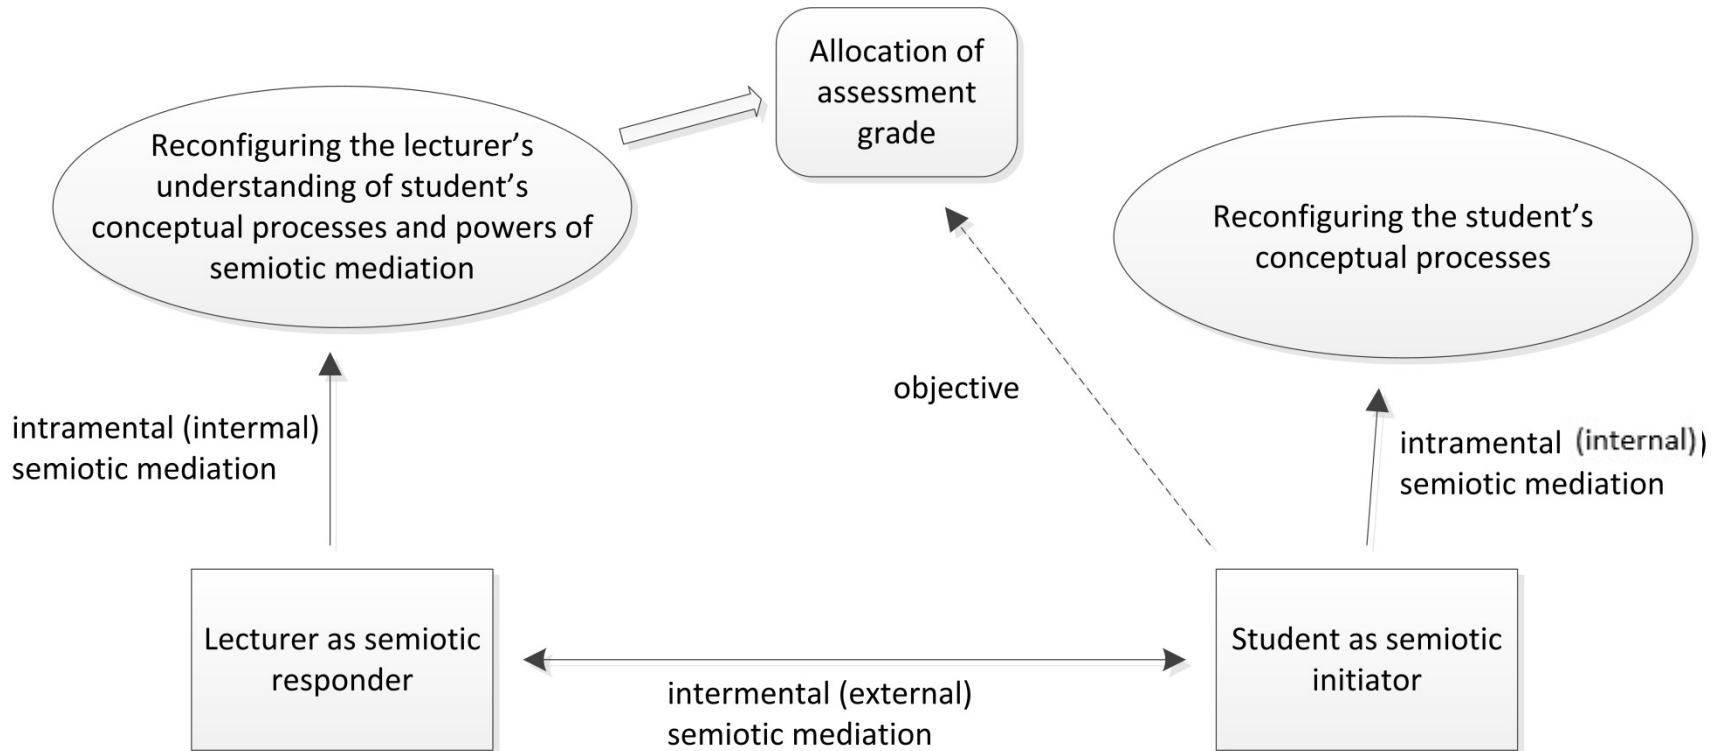 Allocation of
assessment
grade
Reconfiguring the lecturer’s
understanding of student’s
conceptual processes and powers of
semiotic mediation
Reconfiguring the student’s
conceptual processes
objective
intramental (intermal)
semiotic mediation
intramental (internal))
semiotic mediation
Lecturer as semiotic
responder
Student as semiotic
initiator
intermental (external)
semiotic mediation